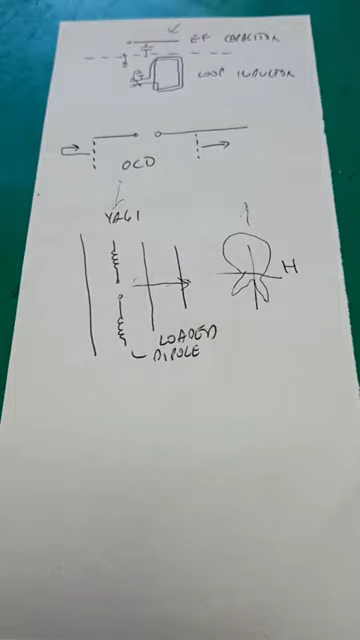 EF CAPACITOR
LOOP INDUCTOR
OCD
YAGI
H
LOADED
DIPOLE